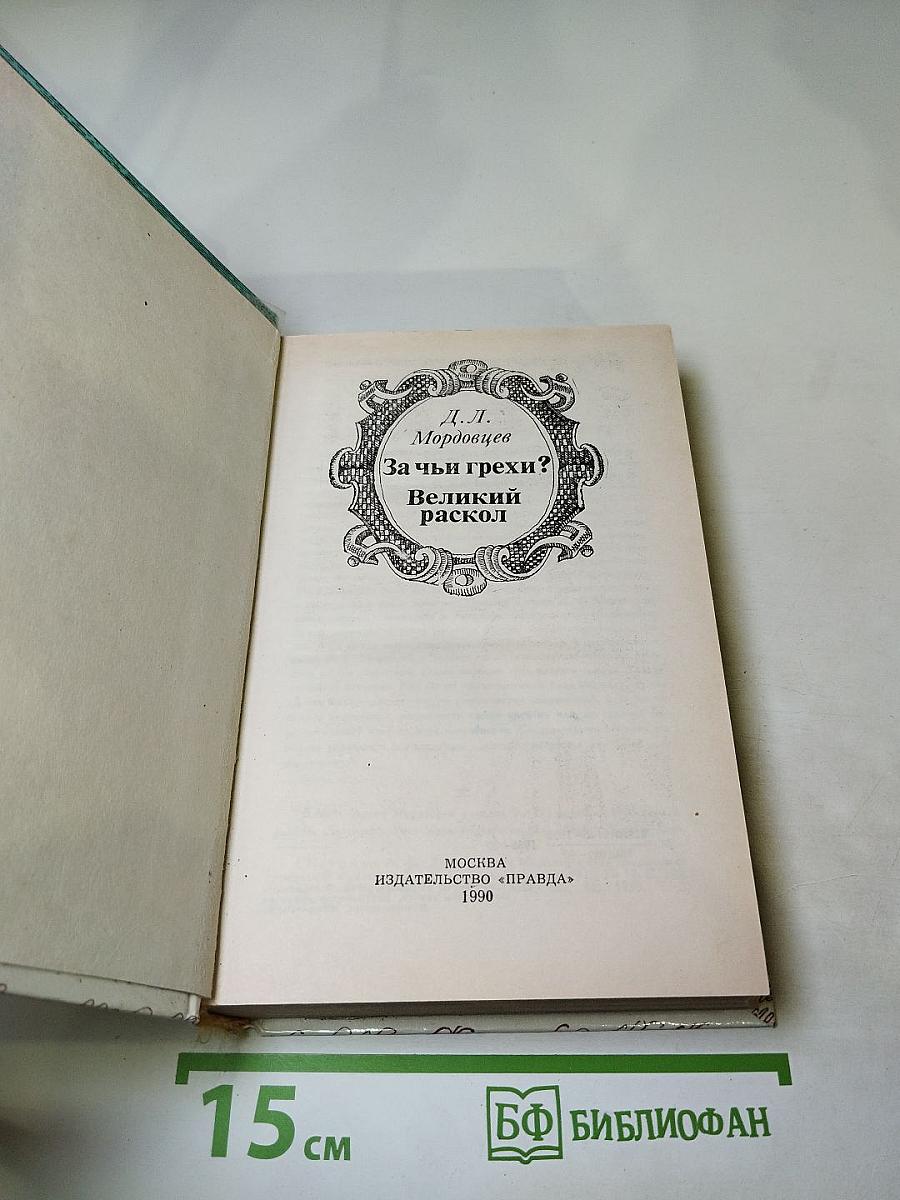 Д. Л.
Мордовцев
За чьи грехи?
Великий
раскол
МОСКВА
ИЗДАТЕЛЬСТВО «ПРАВДА»
1990
15 см
БФ БИБЛИОФАН